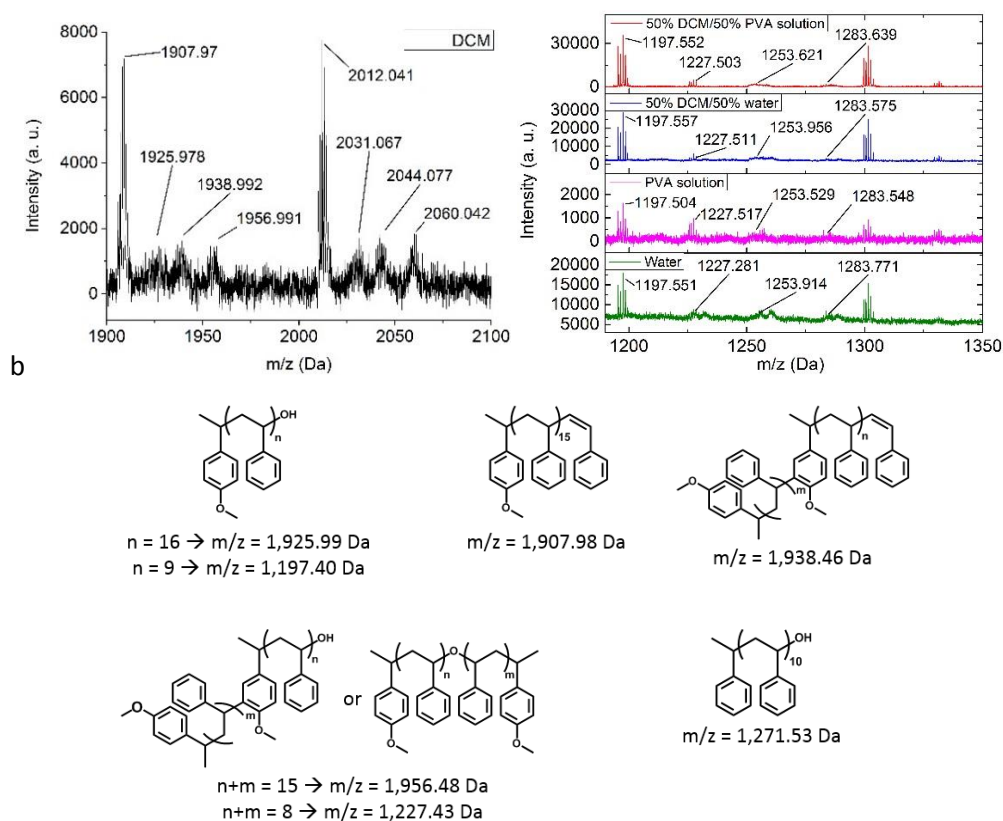 DCM
1907.97
2012.041
1925.978
1938.992
1956.991
2031.067
2044.077
2060.042
8000
6000
4000
2000
0
Intensity (a. u.)
1900
1950
2000
2050
2100
m/z (Da)
50% DCM/50% PVA solution
1197.552
1227.503
1253.621
1283.639
30000
0
50% DCM/50% water
1197.557
1227.511
1253.956
1283.575
30000
20000
10000
0
PVA solution
1197.504
1227.517
1253.529
1283.548
2000
1000
0
Water
1197.551
1227.281
1253.914
1283.771
20000
15000
10000
5000
Intensity (a. u.)
1200
1250
1300
1350
m/z (Da)
b
OH
n
O
n = 16 → m/z = 1,925.99 Da
n = 9 → m/z = 1,197.40 Da
15
O
m/z = 1,907.98 Da
n
m
O
O
m/z = 1,938.46 Da
OH
n
m
O
O
or
O
n
m
O
O
n+m = 15 → m/z = 1,956.48 Da
n+m = 8 → m/z = 1,227.43 Da
OH
10
m/z = 1,271.53 Da